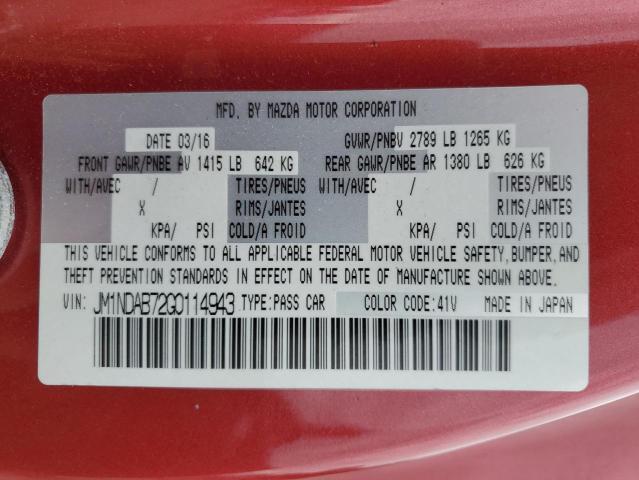 MFD. BY MAZDA MOTOR CORPORATION
DATE 03/16 GVWR/PNBV 2789 LB 1265 KG
FRONT GAWR/PNBE AV 1415 LB 642 KG REAR GAWR/PNBE AR 1380 LB 626 KG
WITH/AVEC / TIRES/PNEUS WITH/AVEC / TIRES/PNEUS
X RIMS/JANTES X RIMS/JANTES
KPA/ PSI COLD/A FROID KPA/ PSI COLD/A FROID
THIS VEHICLE CONFORMS TO ALL APPLICABLE FEDERAL MOTOR VEHICLE SAFETY, BUMPER, AND
THEFT PREVENTION STANDARDS IN EFFECT ON THE DATE OF MANUFACTURE SHOWN ABOVE.
VIN: JM1NDAB72G0114943 TYPE:PASS CAR COLOR CODE:41V MADE IN JAPAN